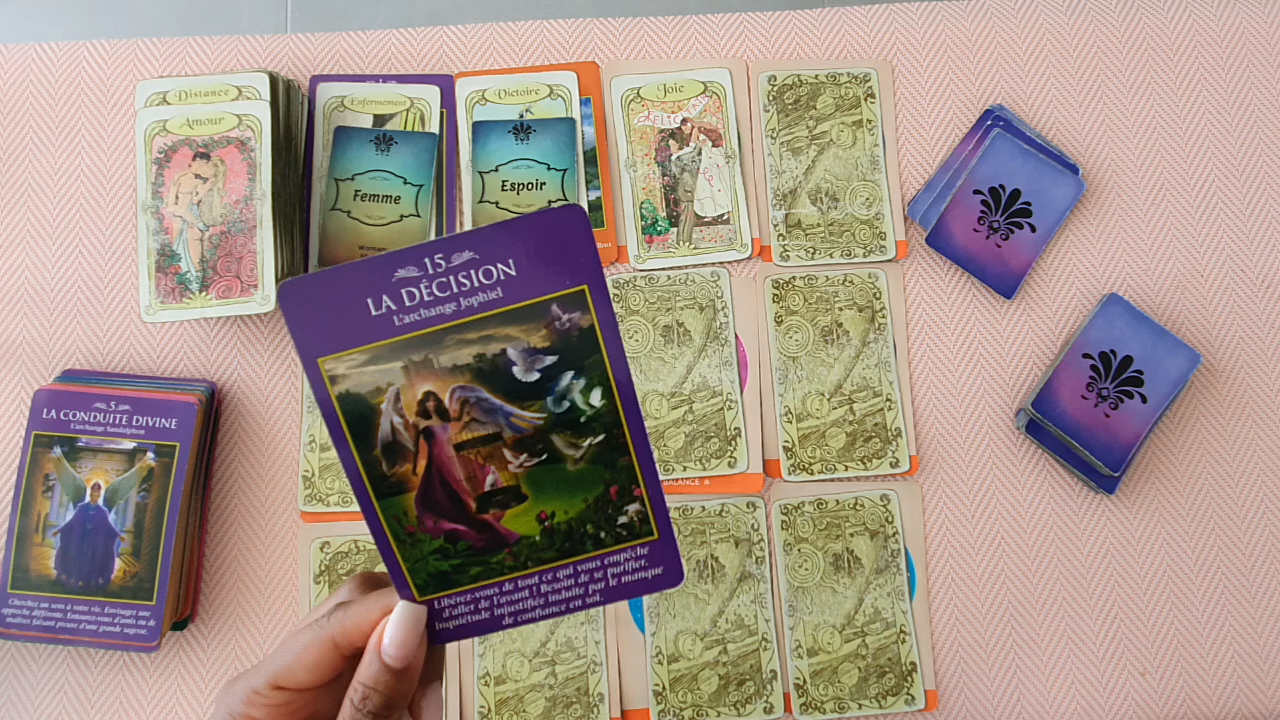 Distance
Amour
Enfermement
Femme
Woman
Victoire
Espoir
Joie
15
LA DÉCISION
L'archange Jophiel
Libérez-vous de tout ce qui vous empêche
d'aller de l'avant ! Besoin de se purifier.
Inquiétude injustifiée induite par le manque
de confiance en soi.
5
LA CONDUITE DIVINE
L'archange Sandalphon
Cherchez un sens à votre vie. Envisagez une
approche différente. Entourez-vous d'amis ou de
maîtres faisant preuve d'une grande sagesse.
BALANCE